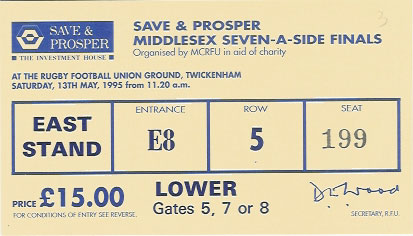 SAVE &
PROSPER
THE INVESTMENT HOUSE
SAVE & PROSPER
MIDDLESEX SEVEN-A-SIDE FINALS
Organised by MCRFU in aid of charity
3
AT THE RUGBY FOOTBALL UNION GROUND, TWICKENHAM
SATURDAY, 13TH MAY, 1995 from 11.20 a.m.
EAST
STAND
ENTRANCE
E8
ROW
5
SEAT
199
PRICE £15.00
FOR CONDITIONS OF ENTRY SEE REVERSE.
LOWER
Gates 5, 7 or 8
SECRETARY, R.F.U.